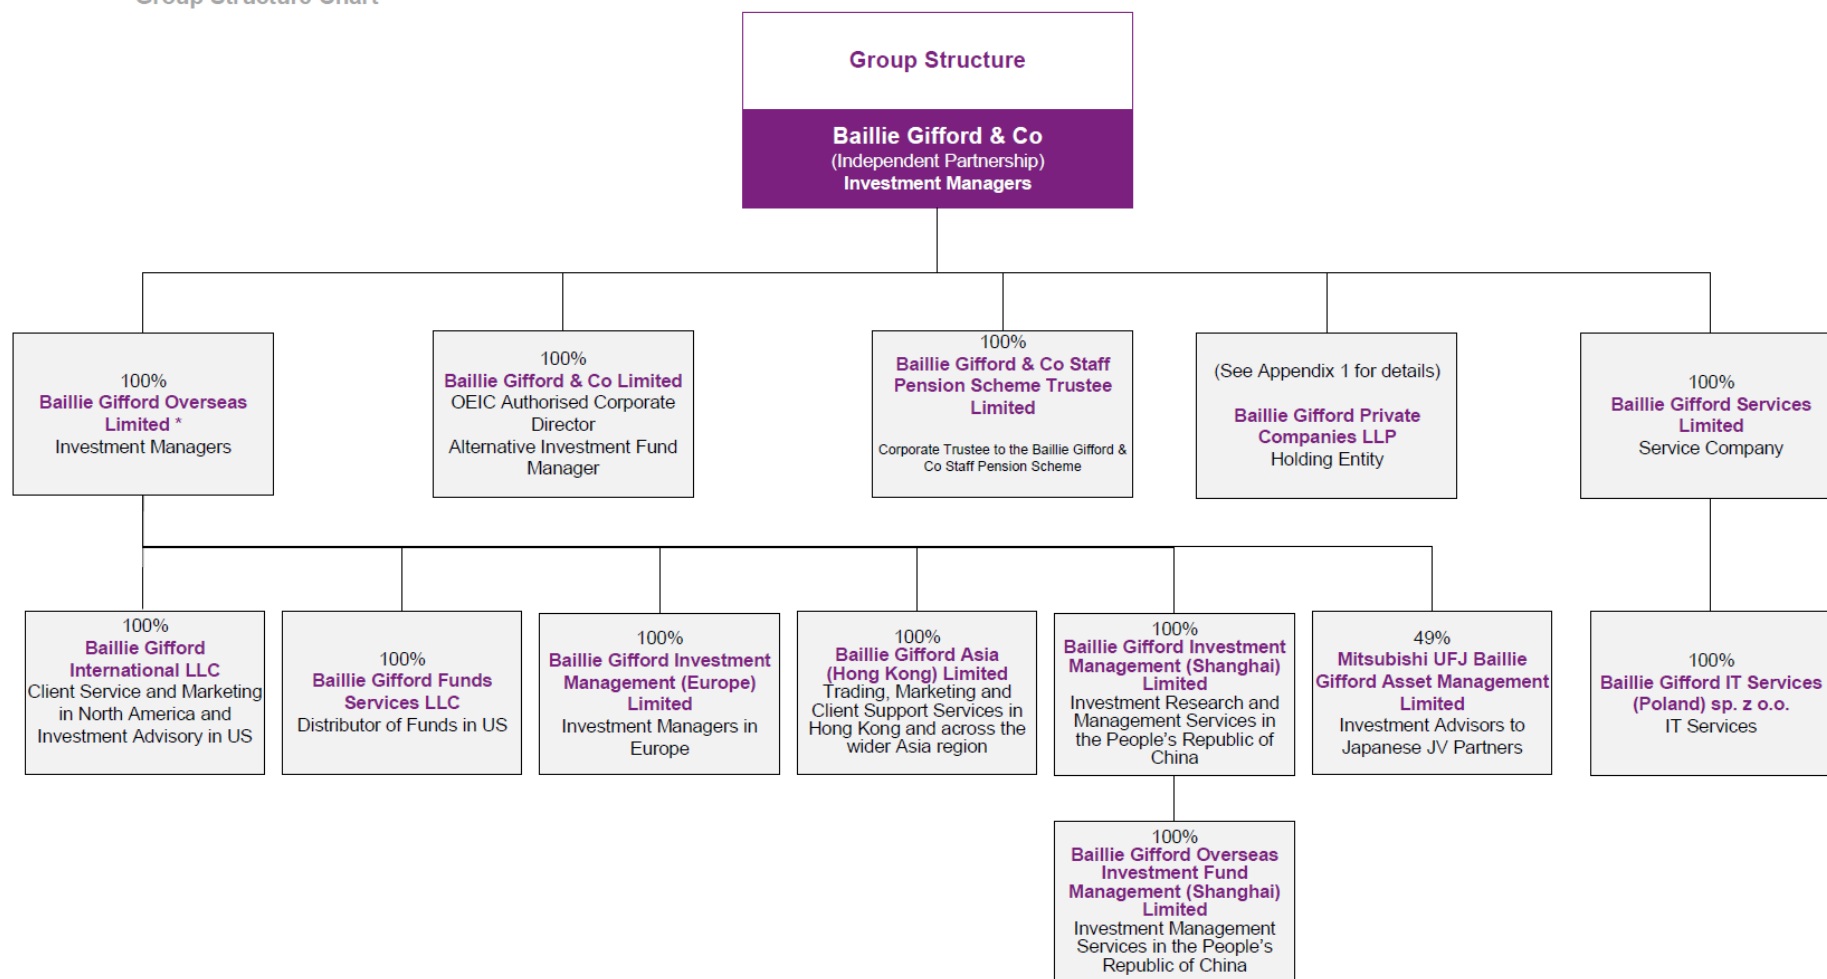 Group Structure Chart
Group Structure
Baillie Gifford & Co
(Independent Partnership)
Investment Managers
100%
Baillie Gifford Overseas
Limited *
Investment Managers
100%
Baillie Gifford & Co Limited
OEIC Authorised Corporate
Director
Alternative Investment Fund
Manager
100%
Baillie Gifford & Co Staff
Pension Scheme Trustee
Limited
Corporate Trustee to the Baillie Gifford &
Co Staff Pension Scheme
(See Appendix 1 for details)
Baillie Gifford Private
Companies LLP
Holding Entity
100%
Baillie Gifford Services
Limited
Service Company
100%
Baillie Gifford
International LLC
Client Service and Marketing
in North America and
Investment Advisory in US
100%
Baillie Gifford Funds
Services LLC
Distributor of Funds in US
100%
Baillie Gifford Investment
Management (Europe)
Limited
Investment Managers in
Europe
100%
Baillie Gifford Asia
(Hong Kong) Limited
Trading, Marketing and
Client Support Services in
Hong Kong and across the
wider Asia region
100%
Baillie Gifford Investment
Management (Shanghai)
Limited
Investment Research and
Management Services in
the People's Republic of
China
49%
Mitsubishi UFJ Baillie
Gifford Asset Management
Limited
Investment Advisors to
Japanese JV Partners
100%
Baillie Gifford IT Services
(Poland) sp. z o.o.
IT Services
100%
Baillie Gifford Overseas
Investment Fund
Management (Shanghai)
Limited
Investment Management
Services in the People's
Republic of China